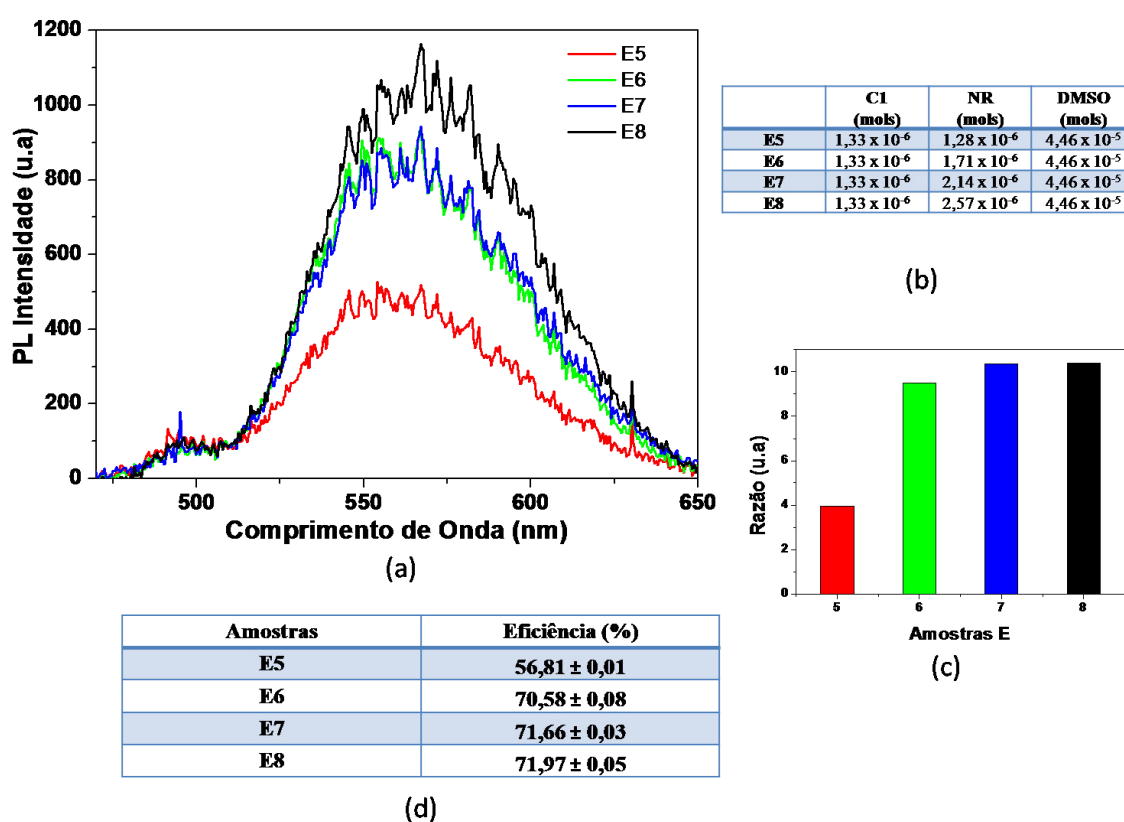 1200
1000
800
600
400
200
0
PL Intensidade (u.a)
500
550
600
650
Comprimento de Onda (nm)
E5
E6
E7
E8
(a)
C1 (mols) NR (mols) DMSO (mols)
E5 1,33 x 10⁻⁶ 1,28 x 10⁻⁶ 4,46 x 10⁻⁵
E6 1,33 x 10⁻⁶ 1,71 x 10⁻⁶ 4,46 x 10⁻⁵
E7 1,33 x 10⁻⁶ 2,14 x 10⁻⁶ 4,46 x 10⁻⁵
E8 1,33 x 10⁻⁶ 2,57 x 10⁻⁶ 4,46 x 10⁻⁵
(b)
10
8
6
4
2
0
Razão (u.a)
5 6 7 8
Amostras E
(c)
Amostras Eficiência (%)
E5 56,81 ± 0,01
E6 70,58 ± 0,08
E7 71,66 ± 0,03
E8 71,97 ± 0,05
(d)